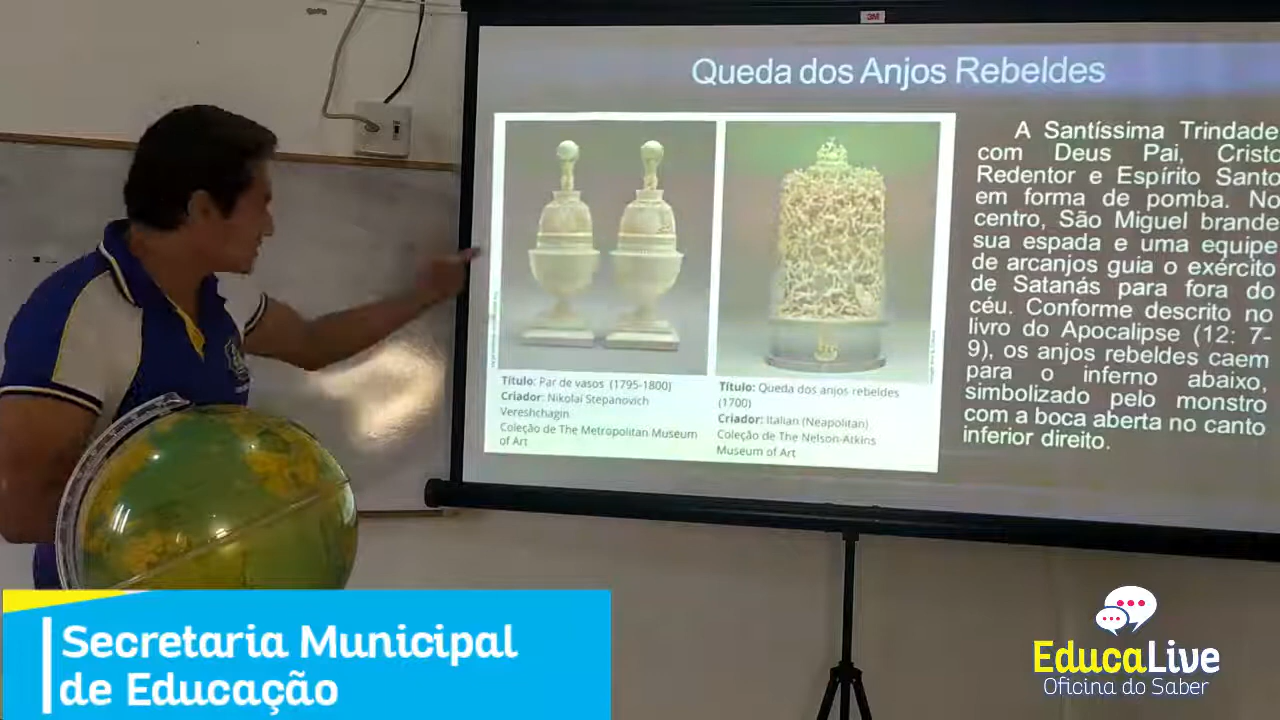 3M
Queda dos Anjos Rebeldes
Título: Par de vasos (1795-1800)
Criador: Nikolai Stepanovich
Vereshchagin
Coleção de The Metropolitan Museum
of Art
Título: Queda dos anjos rebeldes
(1700)
Criador: Italian (Neapolitan)
Coleção de The Nelson-Atkins
Museum of Art
A Santíssima Trindade
com Deus Pai, Cristo
Redentor e Espírito Santo
em forma de pomba. No
centro, São Miguel brande
sua espada e uma equipe
de arcanjos guia o exército
de Satanás para fora do
céu. Conforme descrito no
livro do Apocalipse (12: 7-
9), os anjos rebeldes caem
para o inferno abaixo,
simbolizado pelo monstro
com a boca aberta no canto
inferior direito.
Secretaria Municipal
de Educação
EducaLive
Oficina do Saber